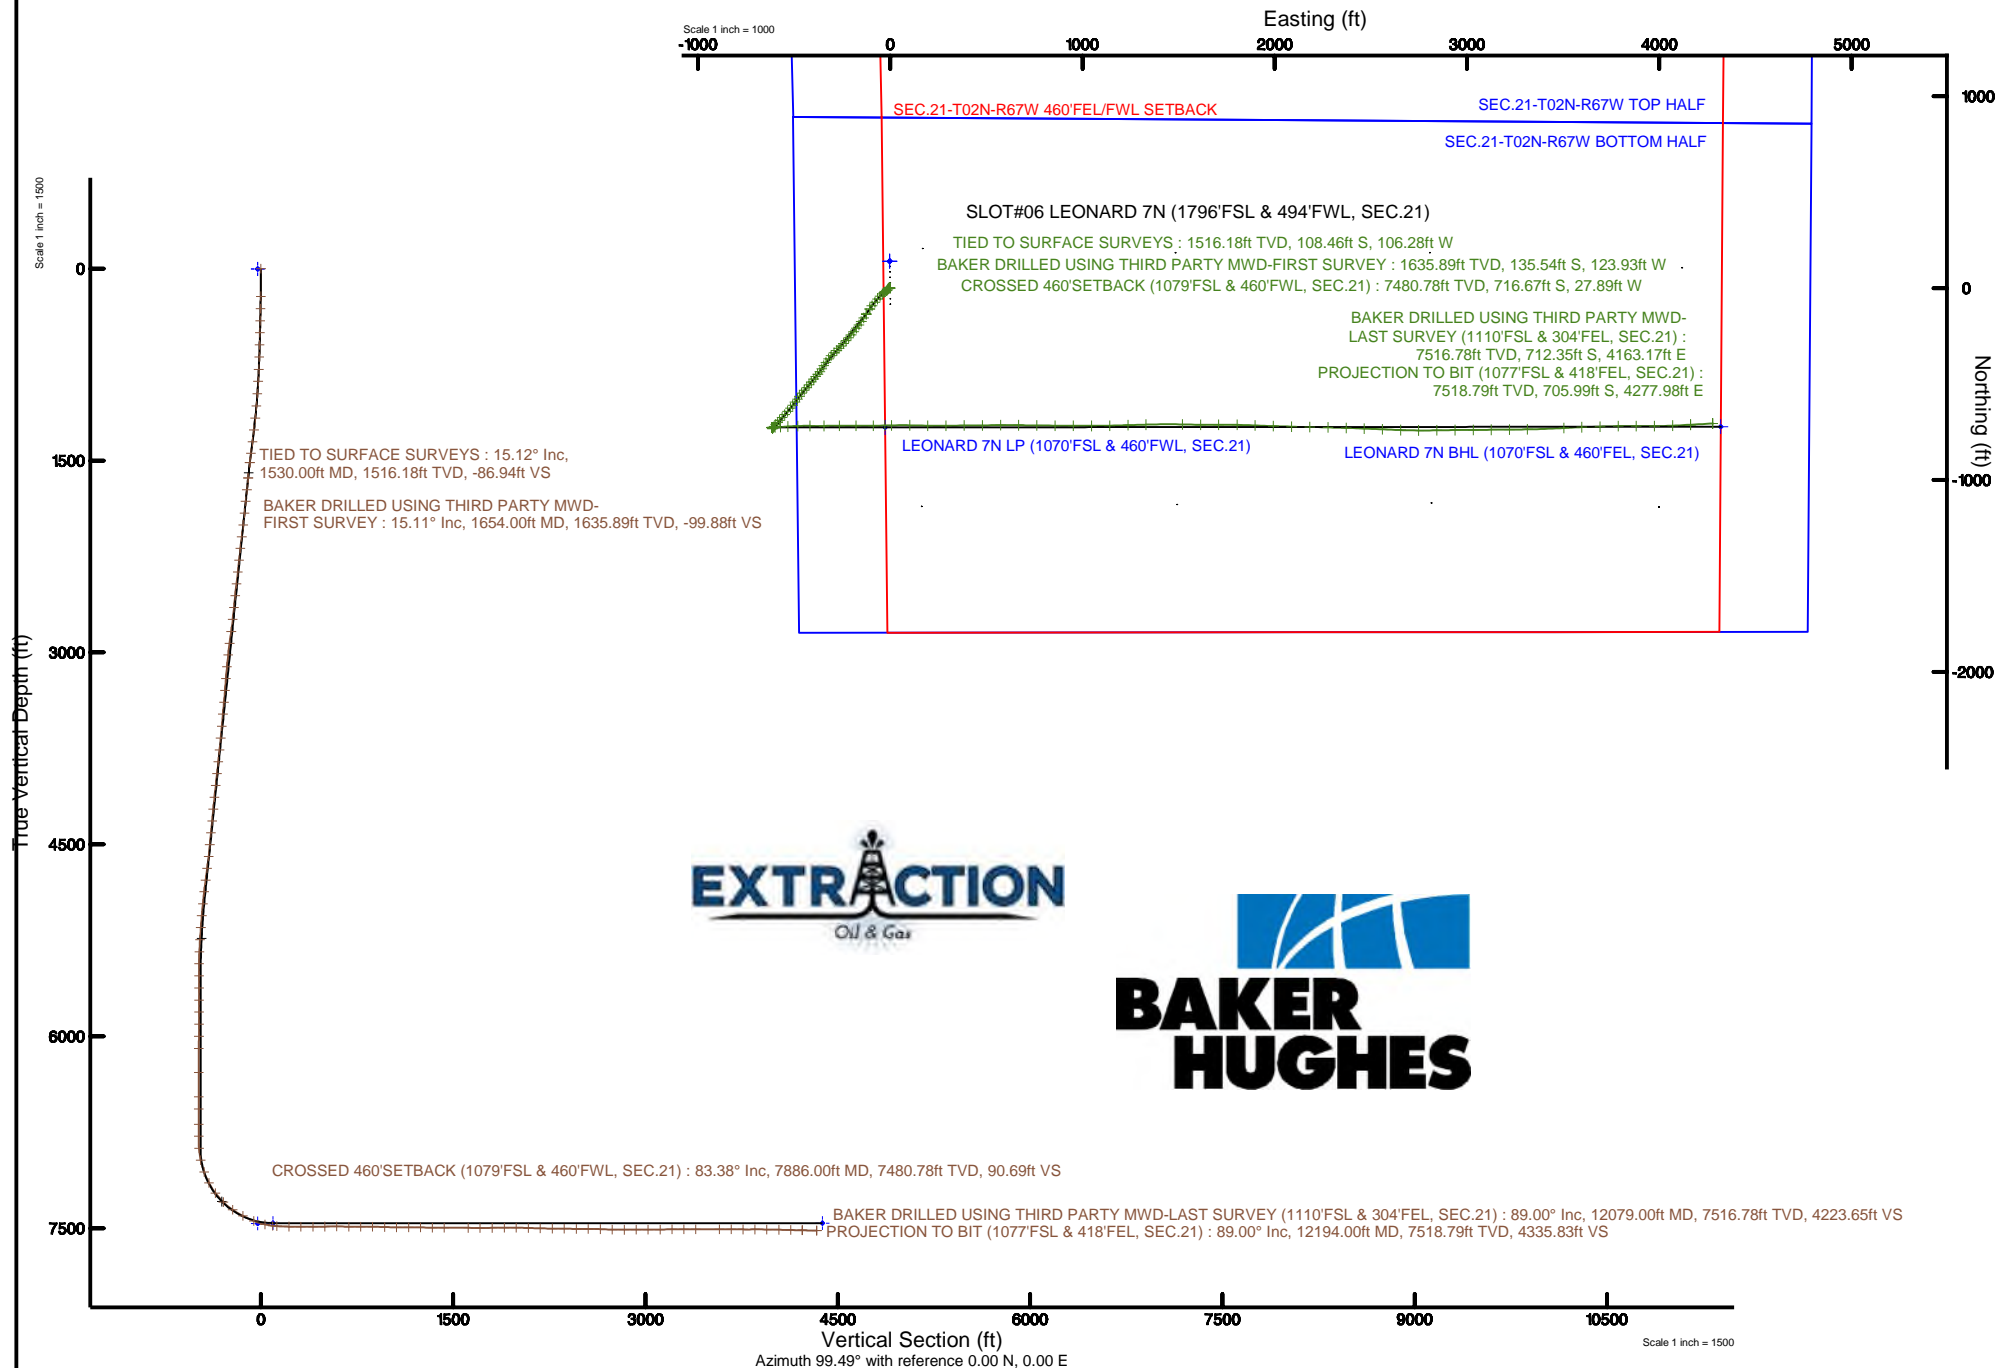 Easting (ft)
Scale 1 inch = 1000
-1000 0 1000 2000 3000 4000 5000
SEC.21-T02N-R67W 460'FEL/FWL SETBACK
SEC.21-T02N-R67W TOP HALF
SEC.21-T02N-R67W BOTTOM HALF
1000
0
-1000
-2000
Northing (ft)
SLOT#06 LEONARD 7N (1796'FSL & 494'FWL, SEC.21)
TIED TO SURFACE SURVEYS : 1516.18ft TVD, 108.46ft S, 106.28ft W
BAKER DRILLED USING THIRD PARTY MWD-FIRST SURVEY : 1635.89ft TVD, 135.54ft S, 123.93ft W
CROSSED 460'SETBACK (1079'FSL & 460'FWL, SEC.21) : 7480.78ft TVD, 716.67ft S, 27.89ft W
BAKER DRILLED USING THIRD PARTY MWD-
LAST SURVEY (1110'FSL & 304'FEL, SEC.21) :
7516.78ft TVD, 712.35ft S, 4163.17ft E
PROJECTION TO BIT (1077'FSL & 418'FEL, SEC.21) :
7518.79ft TVD, 705.99ft S, 4277.98ft E
LEONARD 7N LP (1070'FSL & 460'FWL, SEC.21)
LEONARD 7N BHL (1070'FSL & 460'FEL, SEC.21)
Scale 1 inch = 1500
0
1500
3000
4500
6000
7500
True Vertical Depth (ft)
TIED TO SURFACE SURVEYS : 15.12° Inc,
1530.00ft MD, 1516.18ft TVD, -86.94ft VS
BAKER DRILLED USING THIRD PARTY MWD-
FIRST SURVEY : 15.11° Inc, 1654.00ft MD, 1635.89ft TVD, -99.88ft VS
EXTRACTION
Oil & Gas
BAKER
HUGHES
CROSSED 460'SETBACK (1079'FSL & 460'FWL, SEC.21) : 83.38° Inc, 7886.00ft MD, 7480.78ft TVD, 90.69ft VS
BAKER DRILLED USING THIRD PARTY MWD-LAST SURVEY (1110'FSL & 304'FEL, SEC.21) : 89.00° Inc, 12079.00ft MD, 7516.78ft TVD, 4223.65ft VS
PROJECTION TO BIT (1077'FSL & 418'FEL, SEC.21) : 89.00° Inc, 12194.00ft MD, 7518.79ft TVD, 4335.83ft VS
0 1500 3000 4500 6000 7500 9000 10500
Vertical Section (ft)
Scale 1 inch = 1500
Azimuth 99.49° with reference 0.00 N, 0.00 E